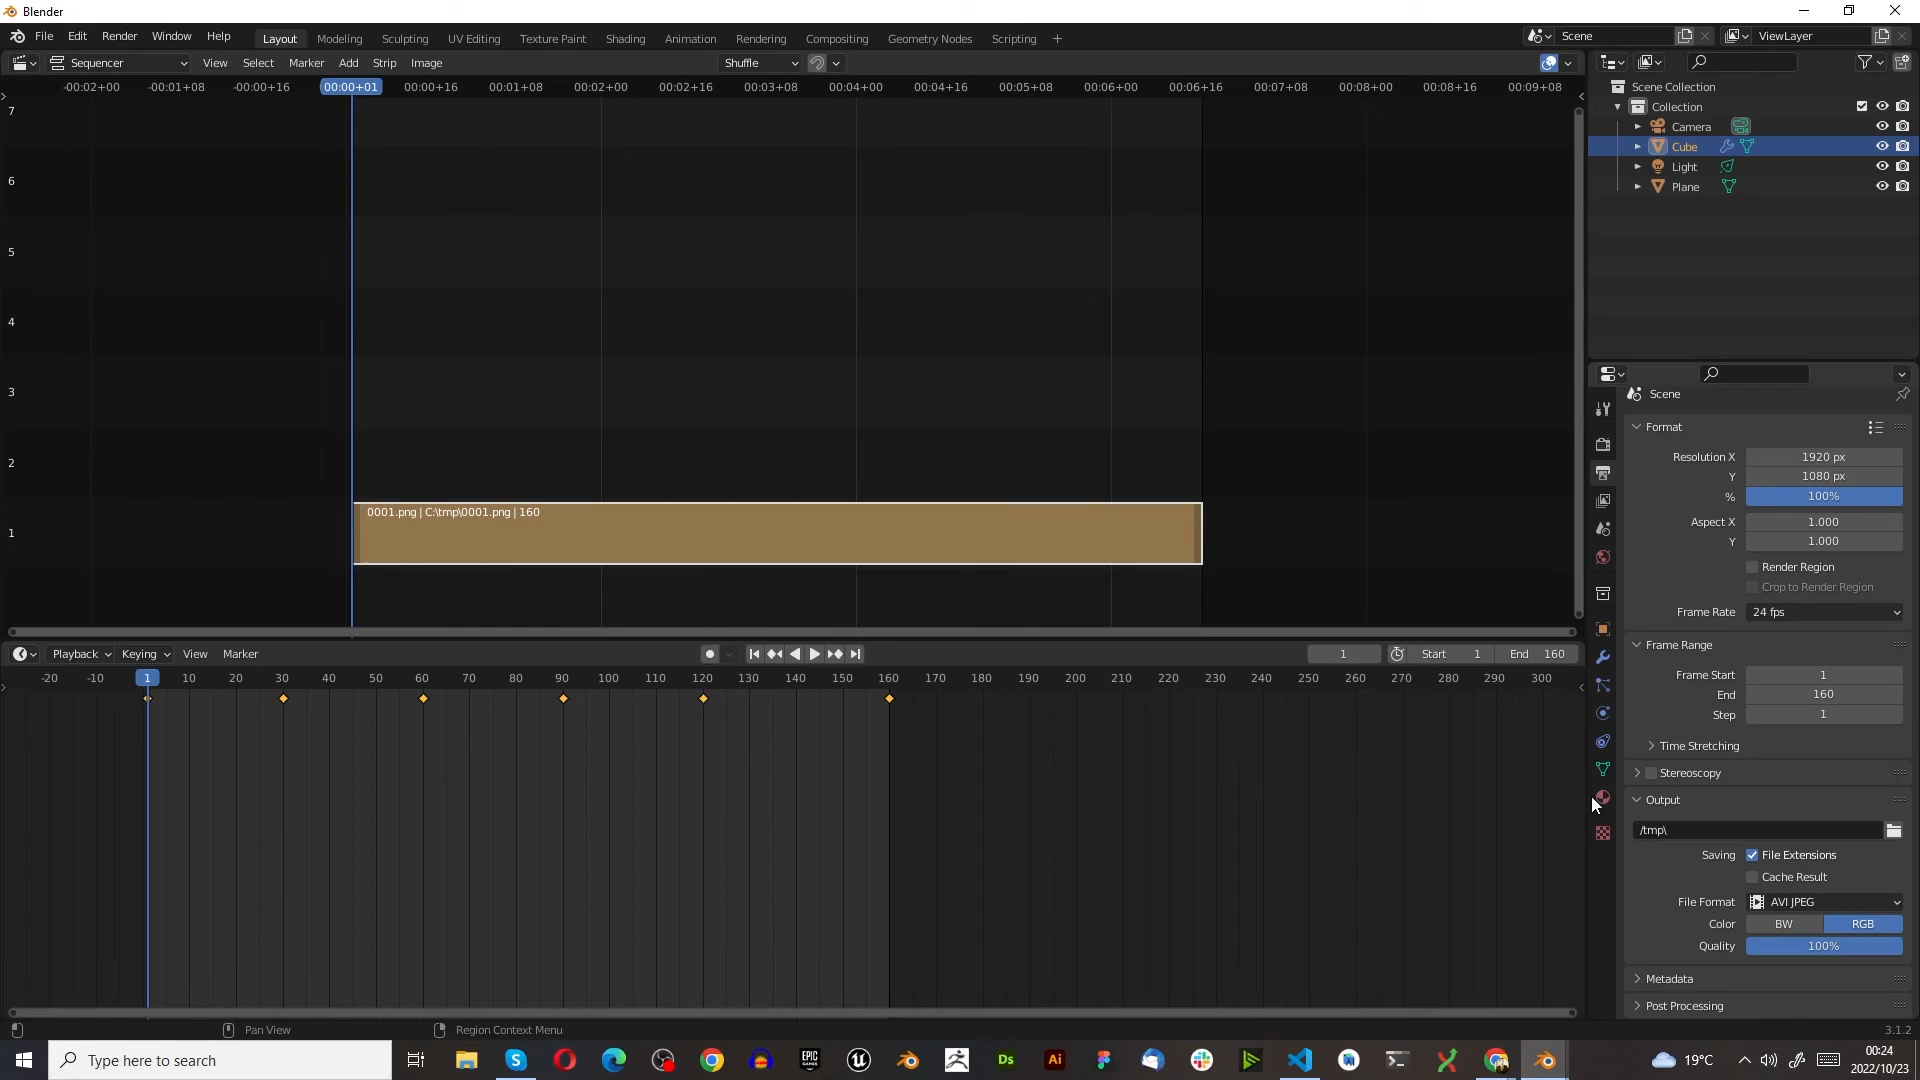 Blender
File Edit Render Window Help
Layout Modeling Sculpting UV Editing Texture Paint Shading Animation Rendering Compositing Geometry Nodes Scripting +
Scene
ViewLayer
Sequencer View Select Marker Add Strip Image
Shuffle
-00:02+00 -00:01+08 -00:00+16 00:00+01 00:00+16 00:01+08 00:02+00 00:02+16 00:03+08 00:04+00 00:04+16 00:05+08 00:06+00 00:06+16 00:07+08 00:08+00 00:08+16 00:09+08
7
6
5
4
3
2
1
0001.png | C:\tmp\0001.png | 160
Playback Keying View Marker
1
Start 1
End 160
-20 -10 1 10 20 30 40 50 60 70 80 90 100 110 120 130 140 150 160 170 180 190 200 210 220 230 240 250 260 270 280 290 300
Pan View
Region Context Menu
3.1.2
Scene Collection
Collection
Camera
Cube
Light
Plane
Scene
Format
Resolution X 1920 px
Y 1080 px
% 100%
Aspect X 1.000
Y 1.000
Render Region
Crop to Render Region
Frame Rate 24 fps
Frame Range
Frame Start 1
End 160
Step 1
Time Stretching
Stereoscopy
Output
/tmp\
Saving File Extensions
Cache Result
File Format AVI JPEG
Color BW RGB
Quality 100%
Metadata
Post Processing
Type here to search
Ds
Ai
19°C
00:24
2022/10/23